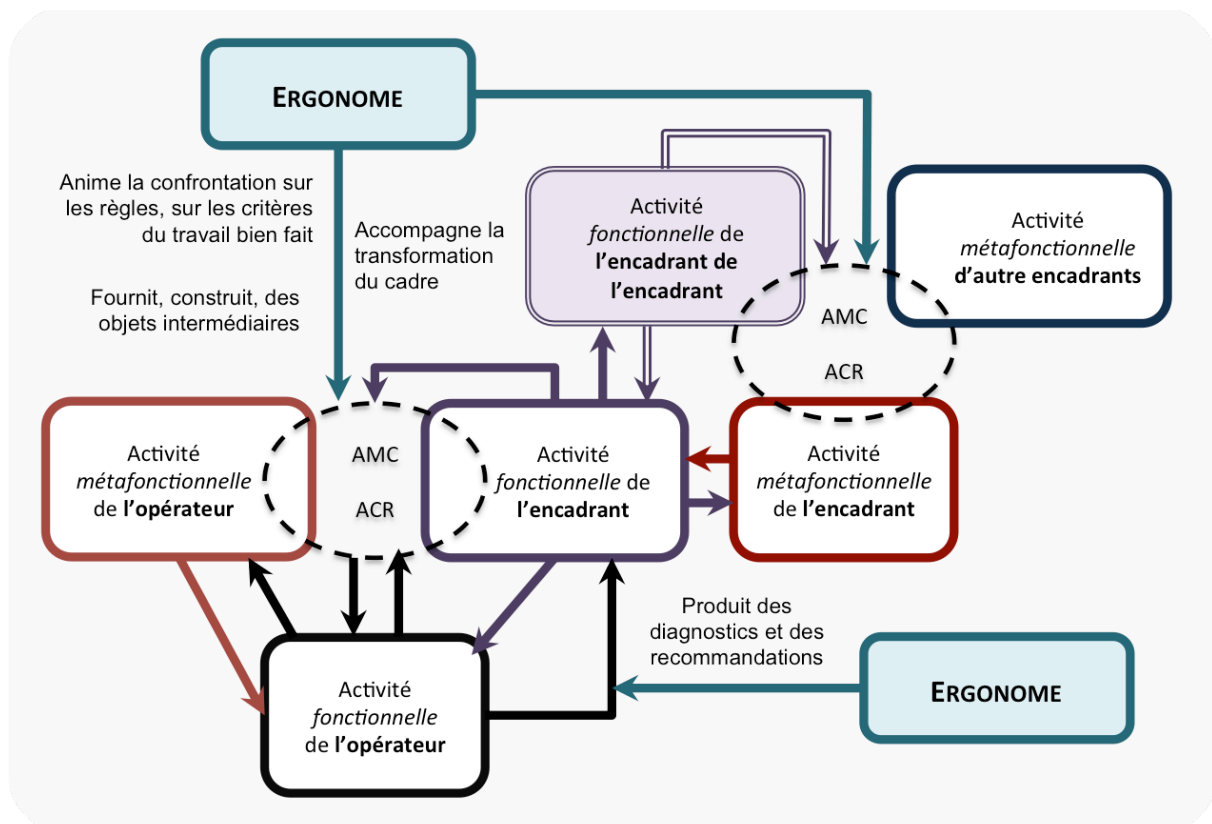 ERGONOME
Anime la confrontation sur
les règles, sur les critères
du travail bien fait
Fournit, construit, des
objets intermédiaires
Accompagne la
transformation
du cadre
Activité
fonctionnelle de
l’encadrant de
l’encadrant
Activité
métafonctionnelle
d’autre encadrants
AMC
ACR
Activité
métafonctionnelle
de l’opérateur
AMC
ACR
Activité
fonctionnelle de
l’encadrant
Activité
métafonctionnelle
de l’encadrant
Activité
fonctionnelle
de l’opérateur
Produit des
diagnostics et des
recommandations
ERGONOME